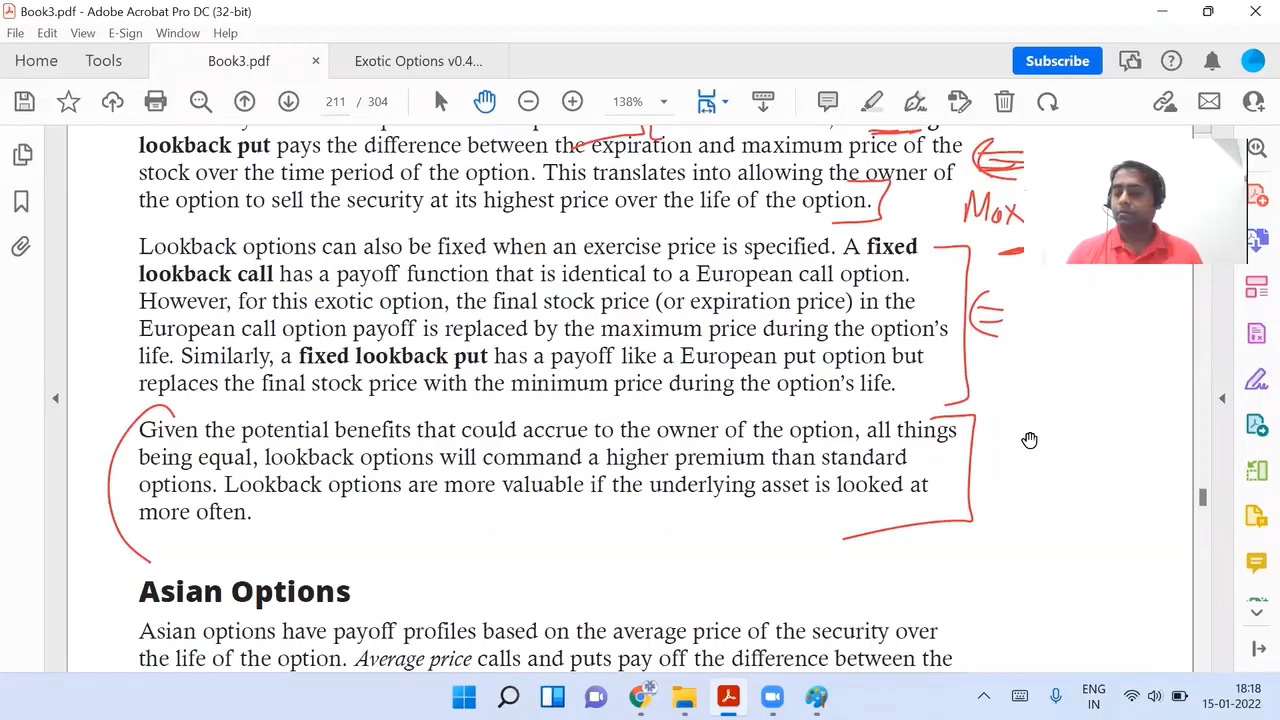 Book3.pdf - Adobe Acrobat Pro DC (32-bit)
File Edit View E-Sign Window Help
Home Tools Book3.pdf × Exotic Options v0.4...
Subscribe
211 / 304 138%
lookback put pays the difference between the expiration and maximum price of the
stock over the time period of the option. This translates into allowing the owner of
the option to sell the security at its highest price over the life of the option.
Max
Lookback options can also be fixed when an exercise price is specified. A fixed
lookback call has a payoff function that is identical to a European call option.
However, for this exotic option, the final stock price (or expiration price) in the
European call option payoff is replaced by the maximum price during the option's
life. Similarly, a fixed lookback put has a payoff like a European put option but
replaces the final stock price with the minimum price during the option's life.
Given the potential benefits that could accrue to the owner of the option, all things
being equal, lookback options will command a higher premium than standard
options. Lookback options are more valuable if the underlying asset is looked at
more often.
Asian Options
Asian options have payoff profiles based on the average price of the security over
the life of the option. Average price calls and puts pay off the difference between the
ENG 18:18
IN 15-01-2022